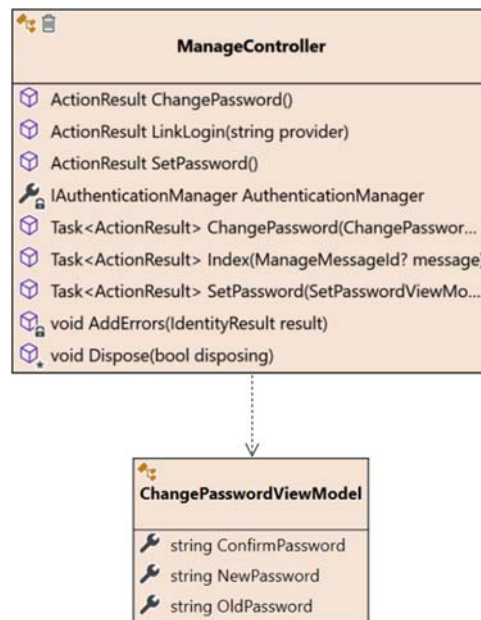 ManageController
ActionResult ChangePassword()
ActionResult LinkLogin(string provider)
ActionResult SetPassword()
IAuthenticationManager AuthenticationManager
Task<ActionResult> ChangePassword(ChangePasswor...
Task<ActionResult> Index(ManageMessageId? message)
Task<ActionResult> SetPassword(SetPasswordViewMo...
void AddErrors(IdentityResult result)
void Dispose(bool disposing)
ChangePasswordViewModel
string ConfirmPassword
string NewPassword
string OldPassword